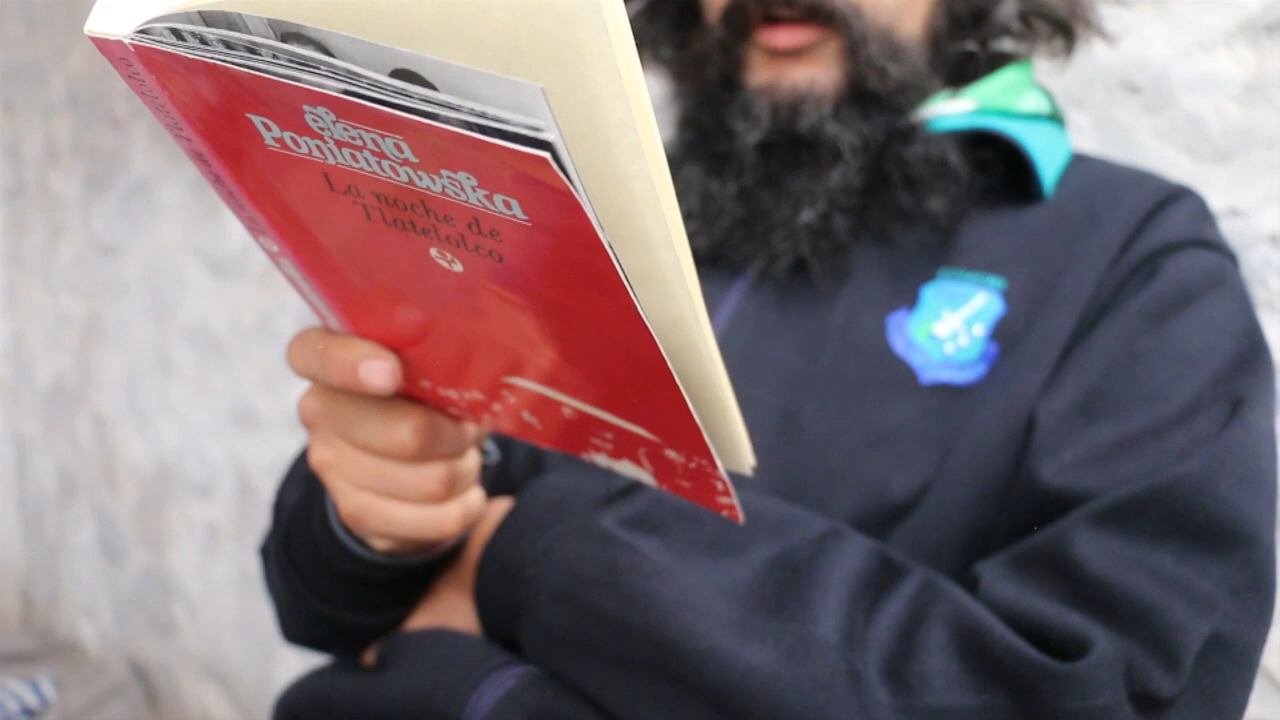 elena
Poniatowska
La noche de
Tlatelolco